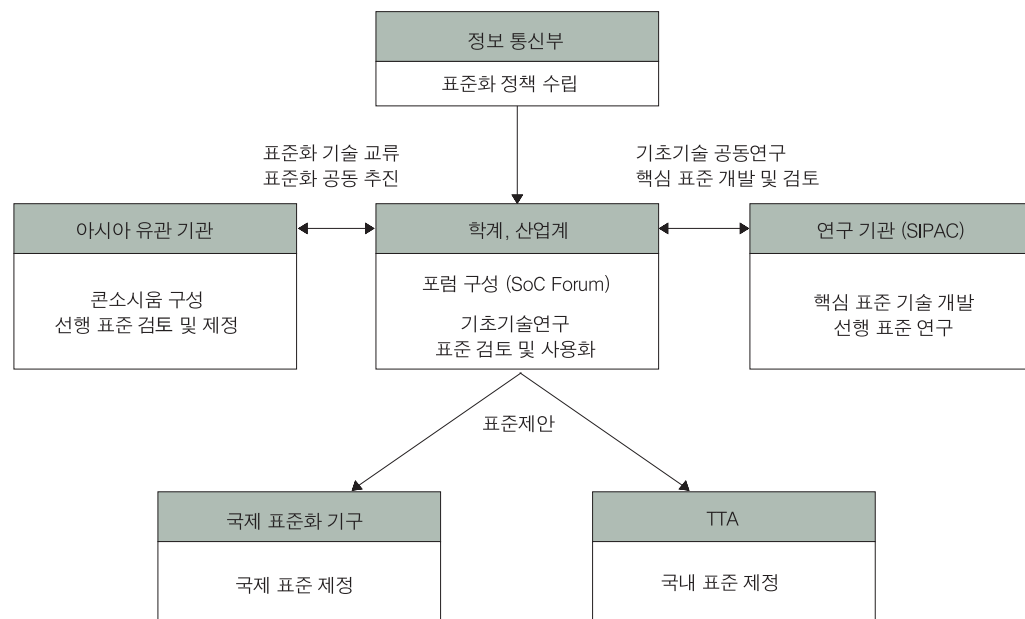 정보 통신부
표준화 정책 수립
표준화 기술 교류
표준화 공동 추진
기초기술 공동연구
핵심 표준 개발 및 검토
아시아 유관 기관
콘소시움 구성
선행 표준 검토 및 제정
학계, 산업계
포럼 구성 (SoC Forum)
기초기술연구
표준 검토 및 사용화
연구 기관 (SIPAC)
핵심 표준 기술 개발
선행 표준 연구
표준제안
국제 표준화 기구
국제 표준 제정
TTA
국내 표준 제정